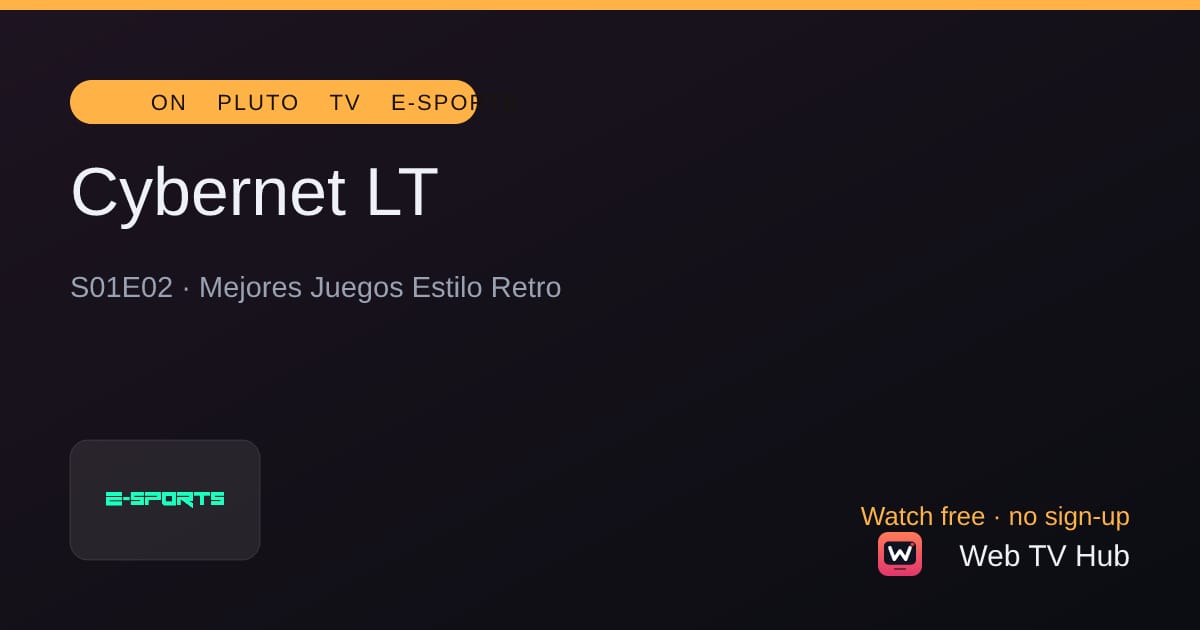 ON PLUTO TV E-SPOR
Cybernet LT
S01E02 · Mejores Juegos Estilo Retro
E-SPORTS
Watch free · no sign-up
W
Web TV Hub